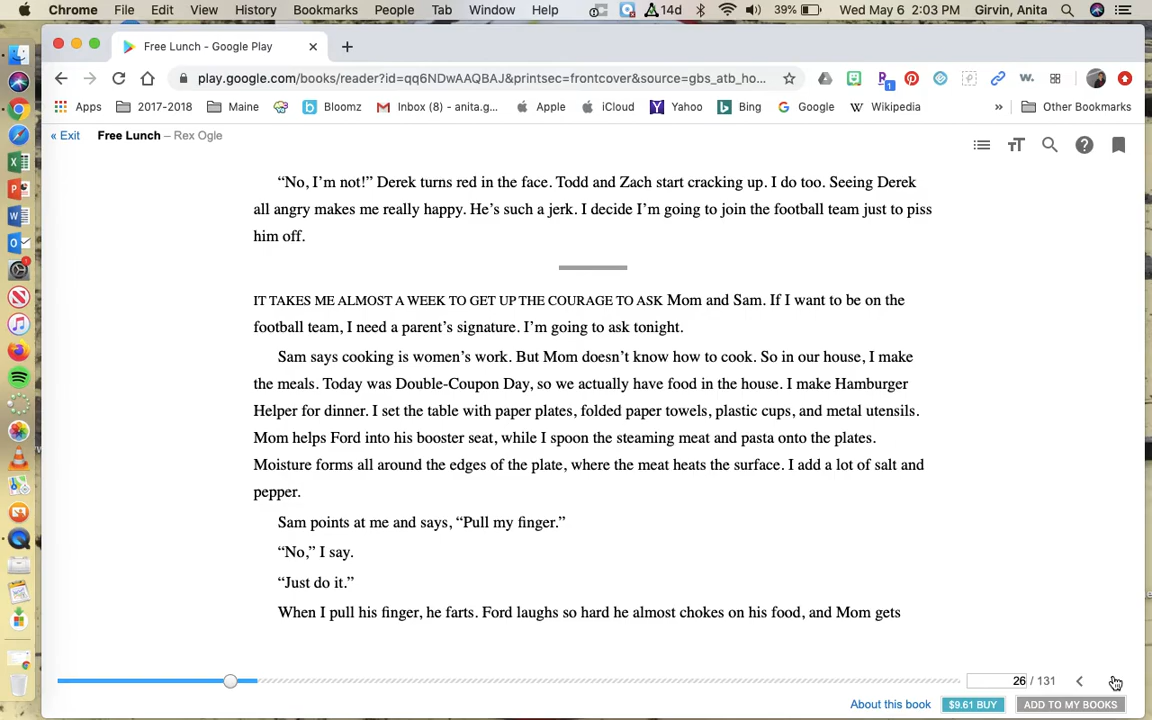 Chrome File Edit View History Bookmarks People Tab Window Help 14d 39% Wed May 6 2:03 PM Girvin, Anita
Free Lunch - Google Play
play.google.com/books/reader?id=qq6NDwAAQBAJ&printsec=frontcover&source=gbs_atb_ho...
Apps 2017-2018 Maine Bloomz Inbox (8) - anita.g... Apple iCloud Yahoo Bing Google Wikipedia » Other Bookmarks
« Exit Free Lunch – Rex Ogle
“No, I’m not!” Derek turns red in the face. Todd and Zach start cracking up. I do too. Seeing Derek
all angry makes me really happy. He’s such a jerk. I decide I’m going to join the football team just to piss
him off.
IT TAKES ME ALMOST A WEEK TO GET UP THE COURAGE TO ASK Mom and Sam. If I want to be on the
football team, I need a parent’s signature. I’m going to ask tonight.
Sam says cooking is women’s work. But Mom doesn’t know how to cook. So in our house, I make
the meals. Today was Double-Coupon Day, so we actually have food in the house. I make Hamburger
Helper for dinner. I set the table with paper plates, folded paper towels, plastic cups, and metal utensils.
Mom helps Ford into his booster seat, while I spoon the steaming meat and pasta onto the plates.
Moisture forms all around the edges of the plate, where the meat heats the surface. I add a lot of salt and
pepper.
Sam points at me and says, “Pull my finger.”
“No,” I say.
“Just do it.”
When I pull his finger, he farts. Ford laughs so hard he almost chokes on his food, and Mom gets
26 / 131
About this book $9.61 BUY ADD TO MY BOOKS